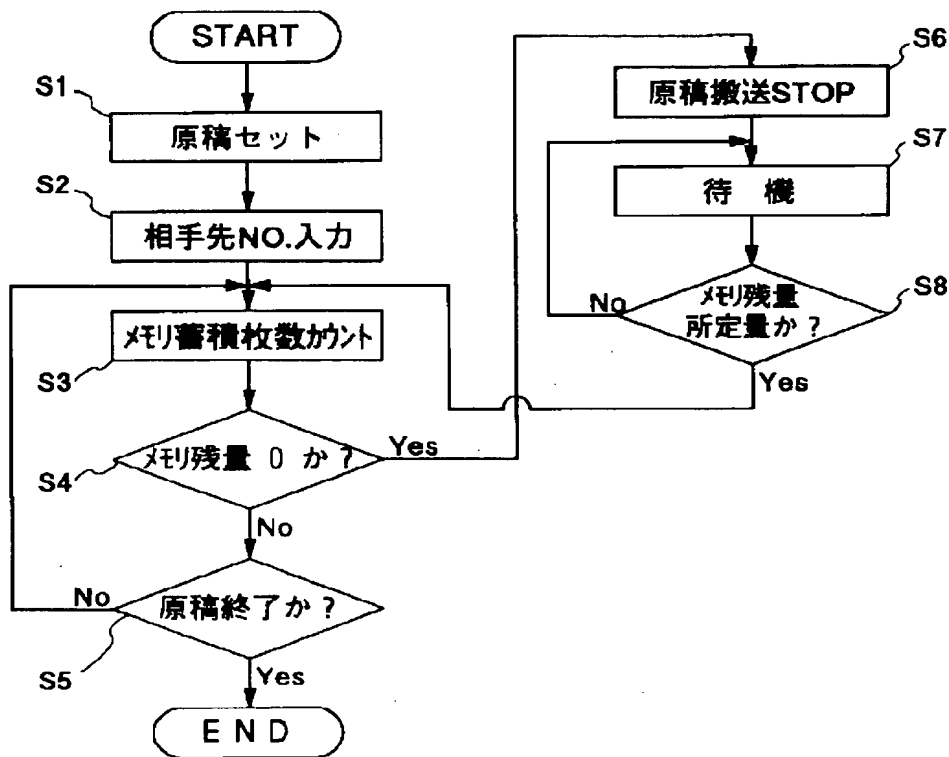 START
S1
原稿セット
S2
相手先NO.入力
S3
メモリ蓄積枚数カウント
S4
メモリ残量 0 か？
Yes
No
S5
原稿終了か？
No
Yes
END
S6
原稿搬送STOP
S7
待 機
S8
メモリ残量
所定量か？
No
Yes